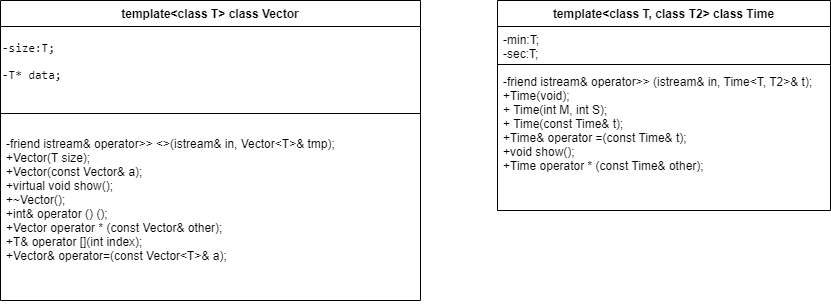 template<class T> class Vector
-size:T;
-T* data;
-friend istream& operator>> <>(istream& in, Vector<T>& tmp);
+Vector(T size);
+Vector(const Vector& a);
+virtual void show();
+~Vector();
+int& operator () ();
+Vector operator * (const Vector& other);
+T& operator [](int index);
+Vector& operator=(const Vector<T>& a);
template<class T, class T2> class Time
-min:T;
-sec:T;
-friend istream& operator>> (istream& in, Time<T, T2>& t);
+Time(void);
+ Time(int M, int S);
+ Time(const Time& t);
+Time& operator =(const Time& t);
+void show();
+Time operator * (const Time& other);